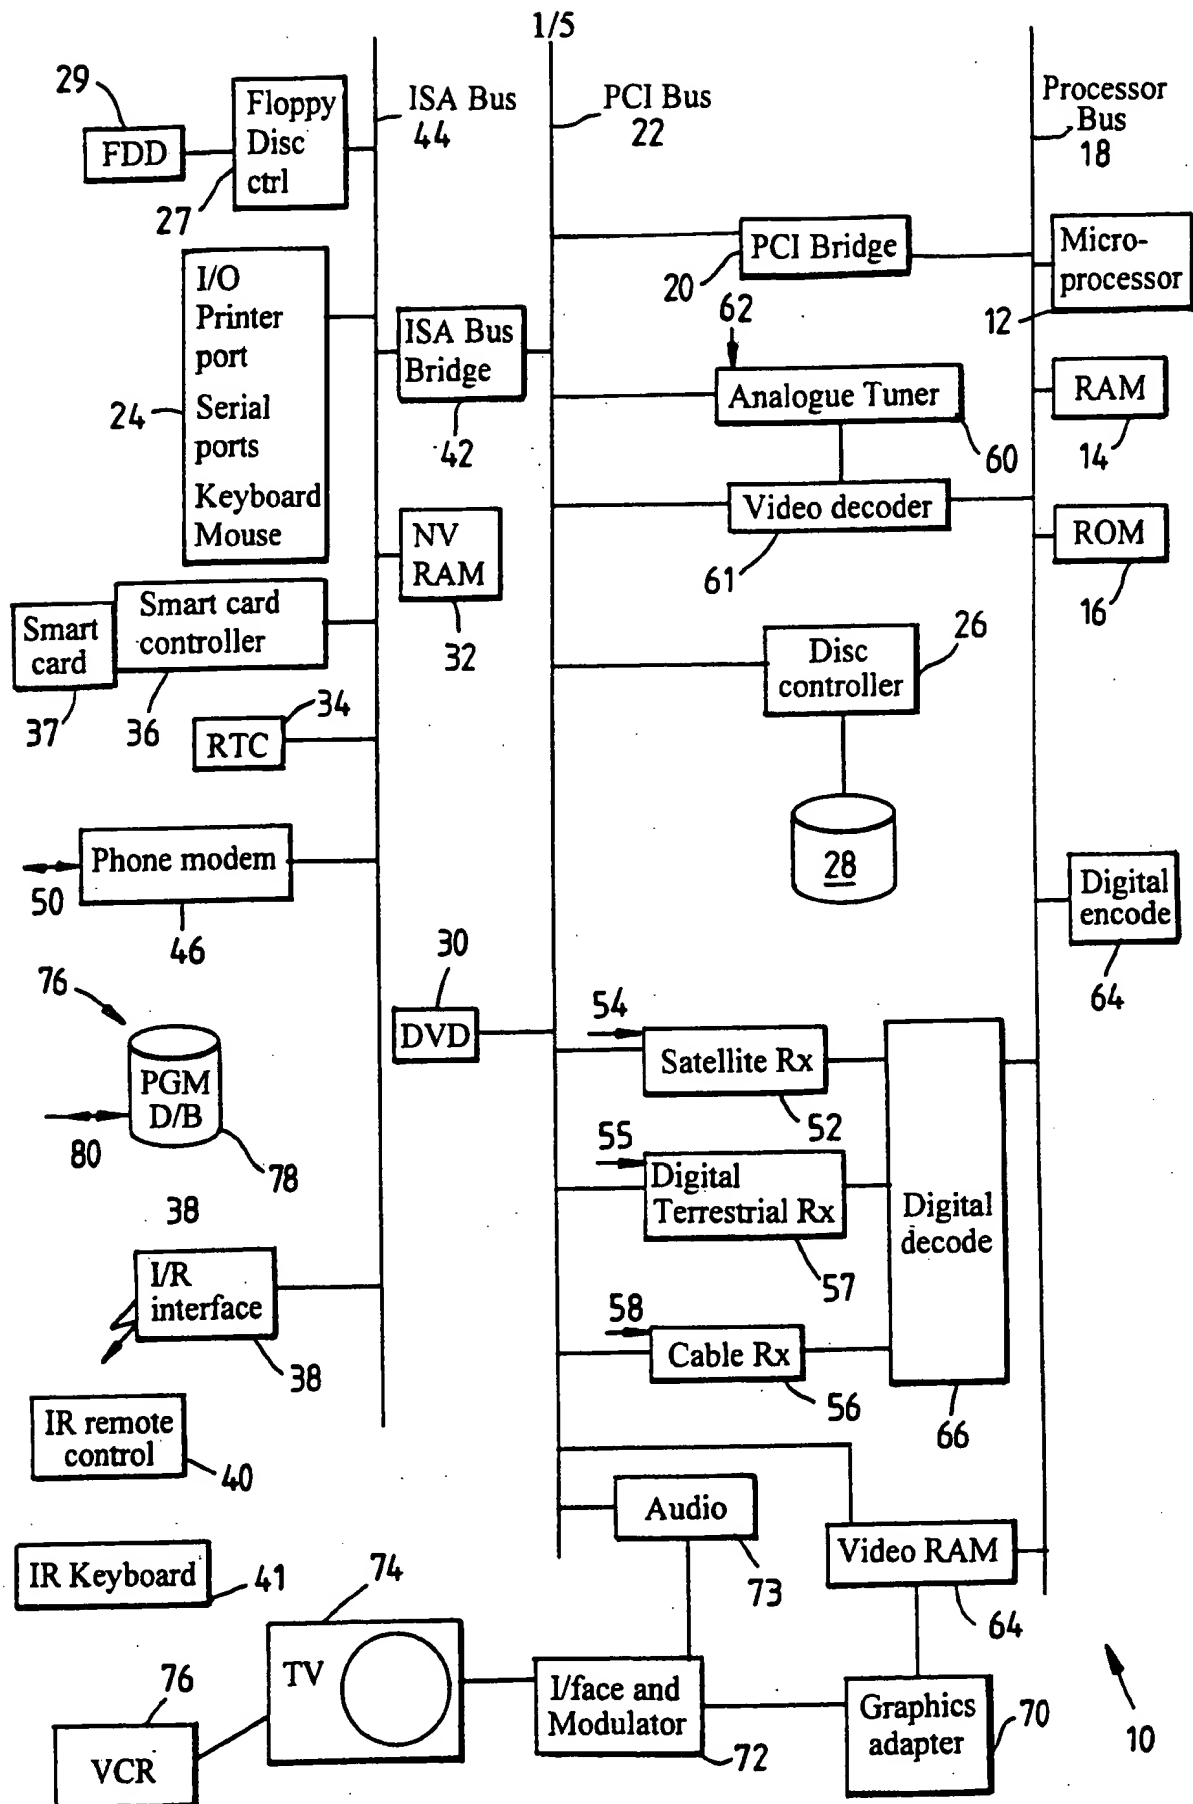 1/5
29
FDD
Floppy
Disc
ctrl
27
ISA Bus
44
PCI Bus
22
Processor
Bus
18
I/O
Printer
port
Serial
ports
Keyboard
Mouse
24
ISA Bus
Bridge
42
PCI Bridge
20
Micro-
processor
12
62
Analogue Tuner
60
RAM
14
Video decoder
61
ROM
16
NV
RAM
32
Smart
card
37
Smart card
controller
36
34
RTC
Disc
controller
26
28
Phone modem
50
46
Digital
encode
64
76
PGM
D/B
80
78
30
DVD
54
Satellite Rx
52
55
Digital
Terrestrial Rx
57
58
Cable Rx
56
Digital
decode
66
38
I/R
interface
38
IR remote
control
40
IR Keyboard
41
Audio
73
Video RAM
64
74
TV
76
VCR
I/face and
Modulator
72
Graphics
adapter
70
10